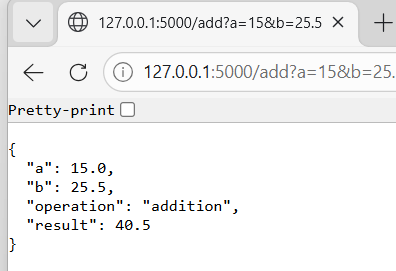 127.0.0.1:5000/add?a=15&b=25.5
127.0.0.1:5000/add?a=15&b=25.
Pretty-print
{
"a": 15.0,
"b": 25.5,
"operation": "addition",
"result": 40.5
}